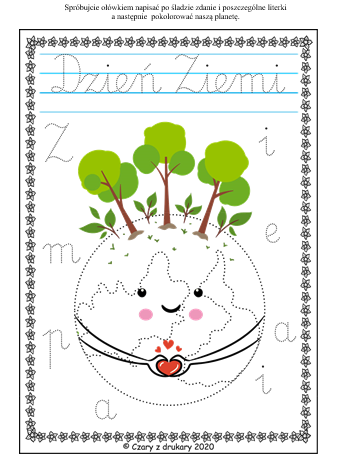 Spróbujcie ołówkiem napisać po śladzie zdanie i poszczególne literki
a następnie pokolorować naszą planetę.
Dzień Ziemi
Z i
m e
n a
a i
© Czary z drukary 2020